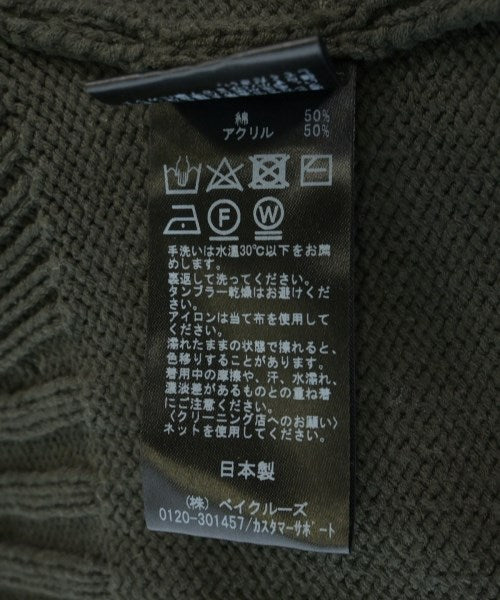 綿 50%
アクリル 50%
F W
手洗いは水温30℃以下をお薦
めします。
裏返して洗ってください。
タンブラー乾燥はお避けくだ
さい。
アイロンは当て布を使用して
ください。
濡れたままの状態で擦れると、
色移りすることがあります。
着用中の摩擦や、汗、水濡れ、
濃淡差があるものとの重ね着
にご注意ください。
〈クリーニング店へのお願い〉
ネットを使用してください。
日本製
(株) ベイクルーズ
0120-301457/カスタマーサポート